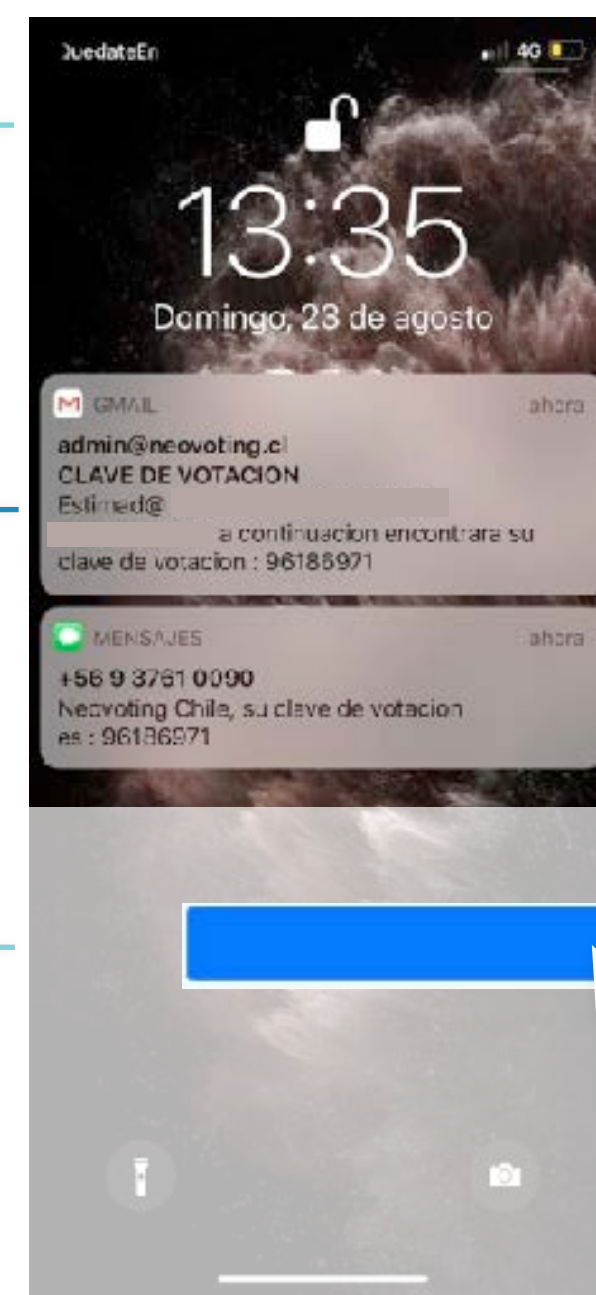 QuedateEn
4G
13:35
Domingo, 23 de agosto
GMAIL ahora
admin@neovoting.cl
CLAVE DE VOTACION
Estimad@
a continuacion encontrara su
clave de votacion : 96186971
MENSAJES ahora
+56 9 3761 0090
Neovoting Chile, su clave de votacion
es : 96186971